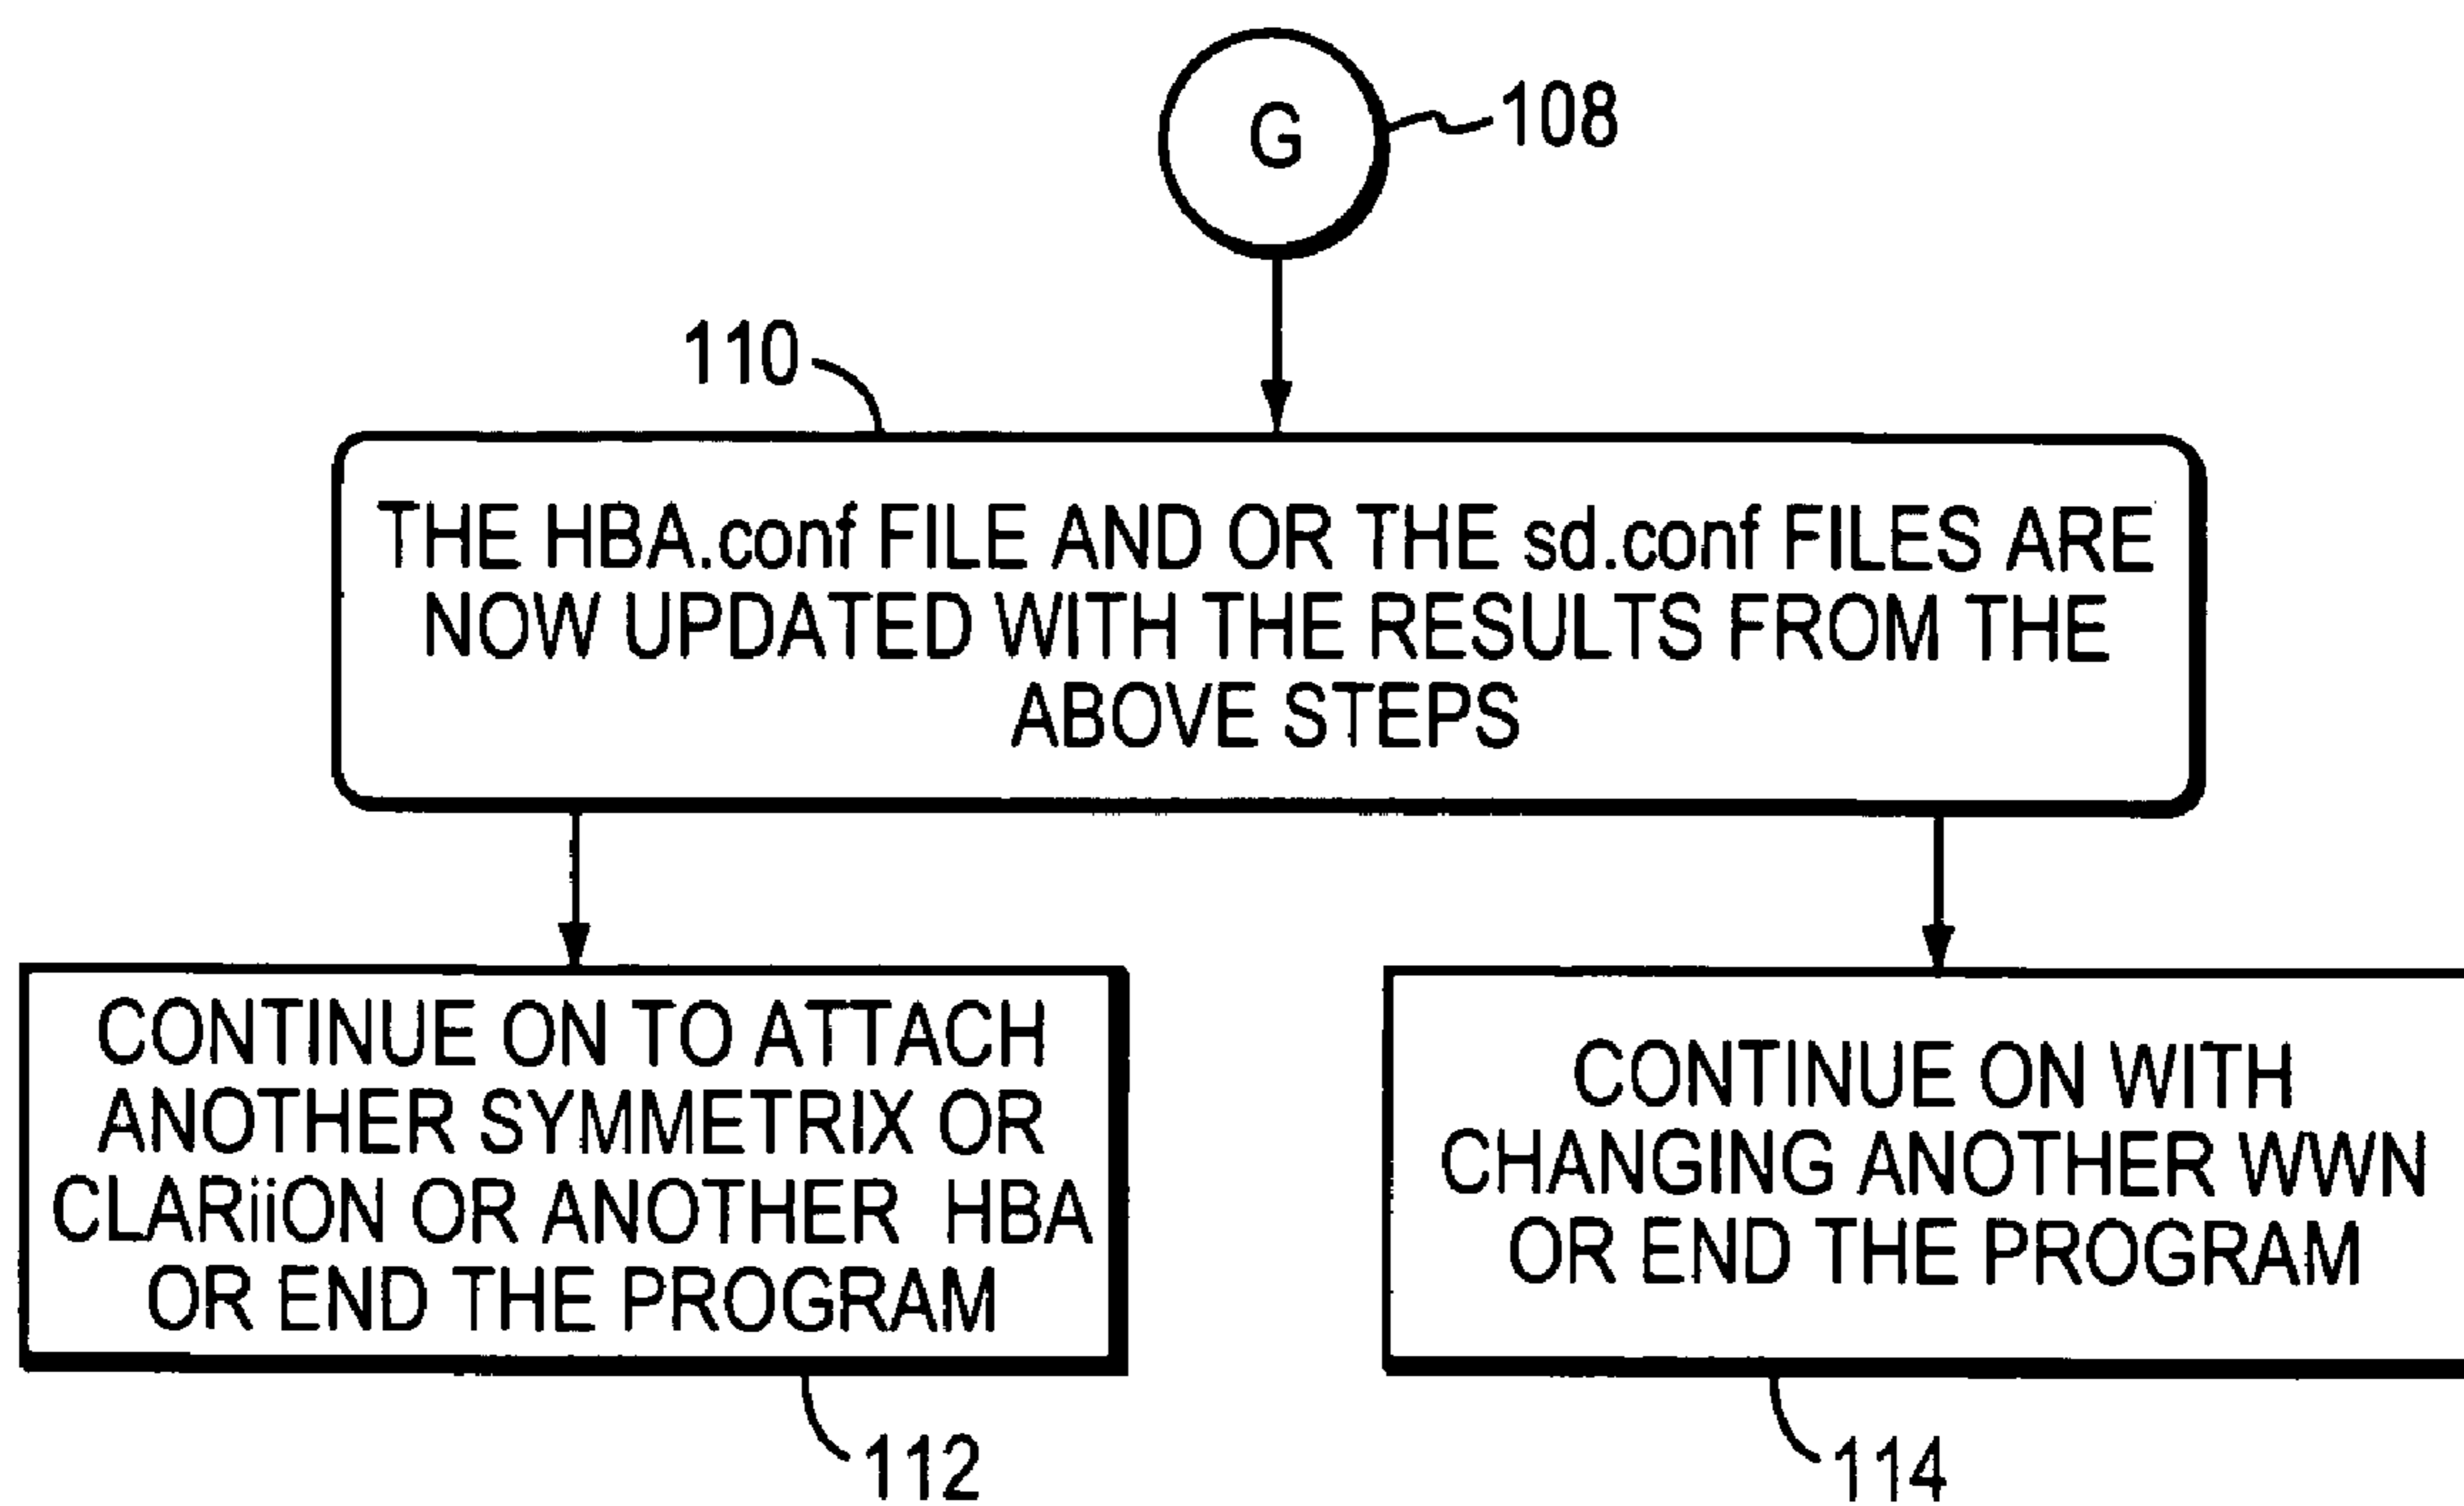 G
108
110
THE HBA.conf FILE AND OR THE sd.conf FILES ARE
NOW UPDATED WITH THE RESULTS FROM THE
ABOVE STEPS
CONTINUE ON TO ATTACH
ANOTHER SYMMETRIX OR
CLARiiON OR ANOTHER HBA
OR END THE PROGRAM
112
CONTINUE ON WITH
CHANGING ANOTHER WWN
OR END THE PROGRAM
114